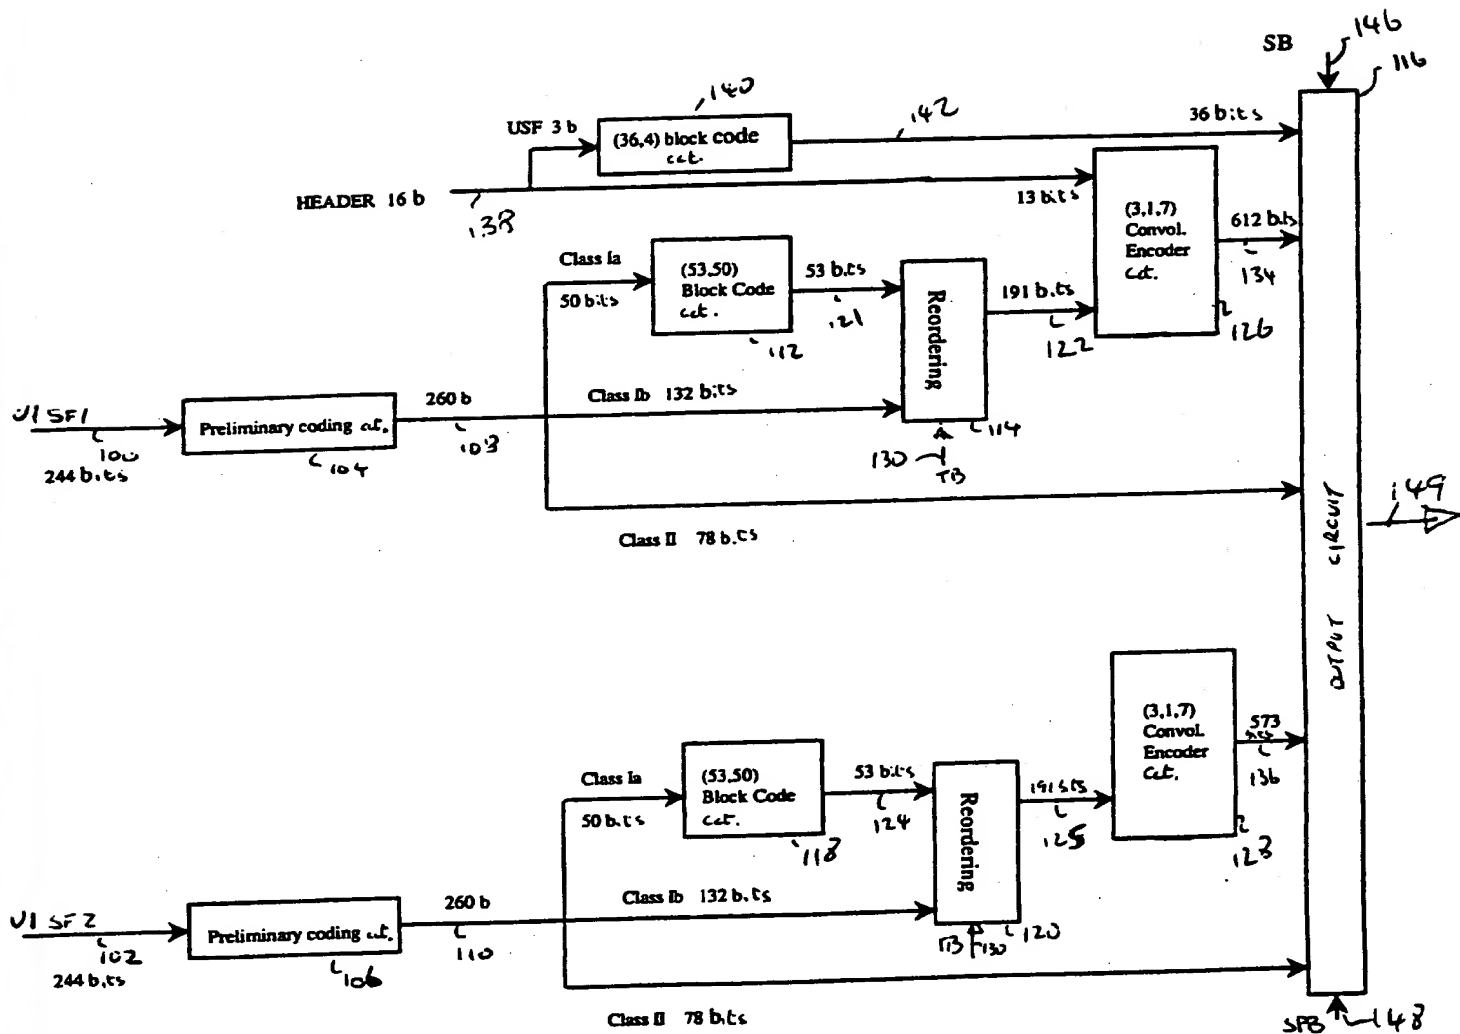 SB
146
116
140
USF 3 b
(36,4) block code
cct.
142
36 bits
HEADER 16 b
138
13 bits
(3,1,7)
Convol.
Encoder
cct.
612 bits
134
126
Class Ia
50 bits
(53,50)
Block Code
cct.
112
53 bits
121
Reordering
114
130
TB
191 bits
122
V1 SF1
100
244 bits
Preliminary coding cct.
104
260 b
108
Class Ib 132 bits
Class II 78 bits
OUTPUT CIRCUIT
149
(3,1,7)
Convol.
Encoder
cct.
573
bits
136
128
Class Ia
50 bits
(53,50)
Block Code
cct.
118
53 bits
124
Reordering
120
TB
130
191 bits
125
V1 SF2
102
244 bits
Preliminary coding cct.
106
260 b
110
Class Ib 132 bits
Class II 78 bits
SPB
148